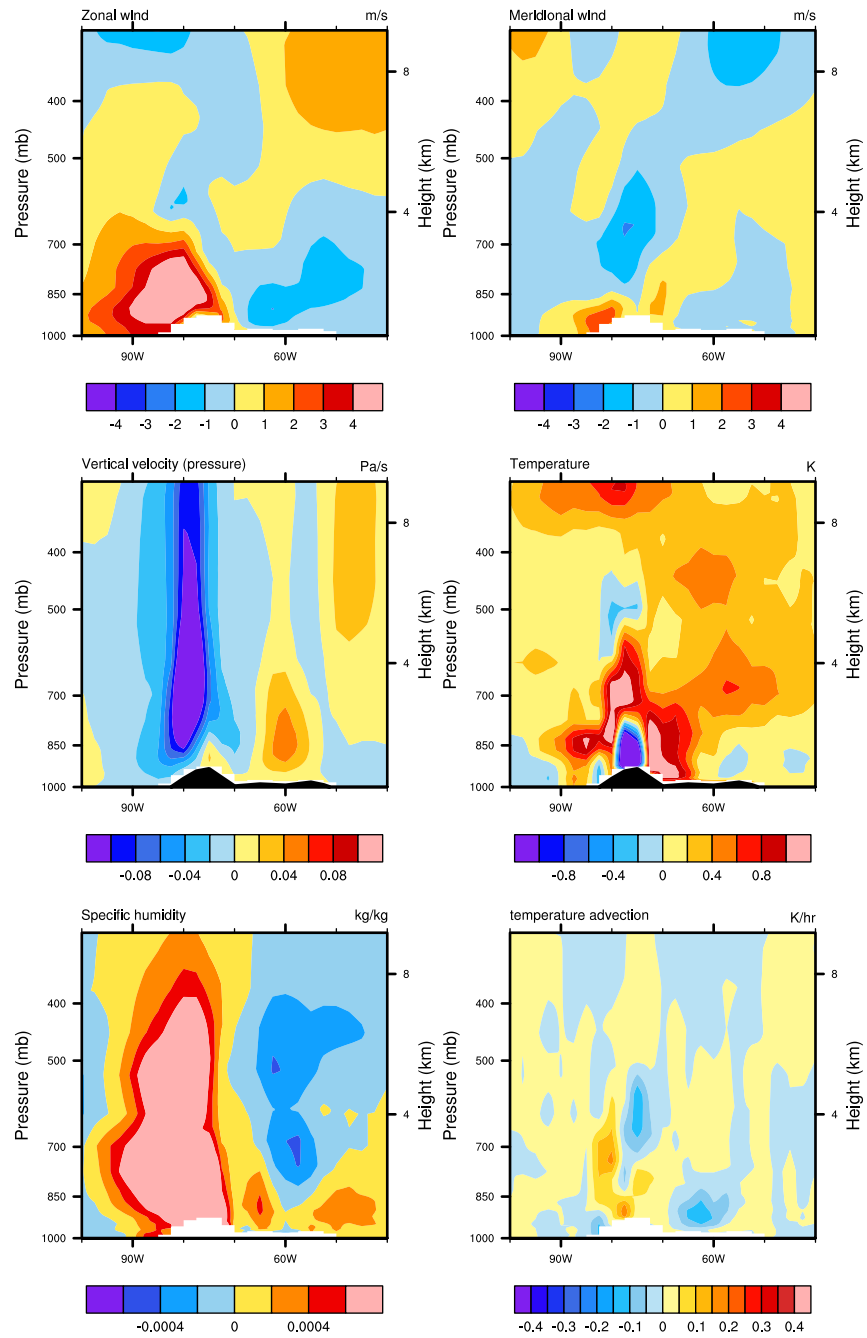 Zonal wind m/s
Meridional wind m/s
Pressure (mb)
400
500
700
850
1000
8
4
Height (km)
90W 60W
-4 -3 -2 -1 0 1 2 3 4
Pressure (mb)
400
500
700
850
1000
8
4
Height (km)
90W 60W
-4 -3 -2 -1 0 1 2 3 4
Vertical velocity (pressure) Pa/s
Temperature K
Pressure (mb)
400
500
700
850
1000
8
4
Height (km)
90W 60W
-0.08 -0.04 0 0.04 0.08
Pressure (mb)
400
500
700
850
1000
8
4
Height (km)
90W 60W
-0.8 -0.4 0 0.4 0.8
Specific humidity kg/kg
temperature advection K/hr
Pressure (mb)
400
500
700
850
1000
8
4
Height (km)
90W 60W
-0.0004 0 0.0004
Pressure (mb)
400
500
700
850
1000
8
4
Height (km)
90W 60W
-0.4 -0.3 -0.2 -0.1 0 0.1 0.2 0.3 0.4